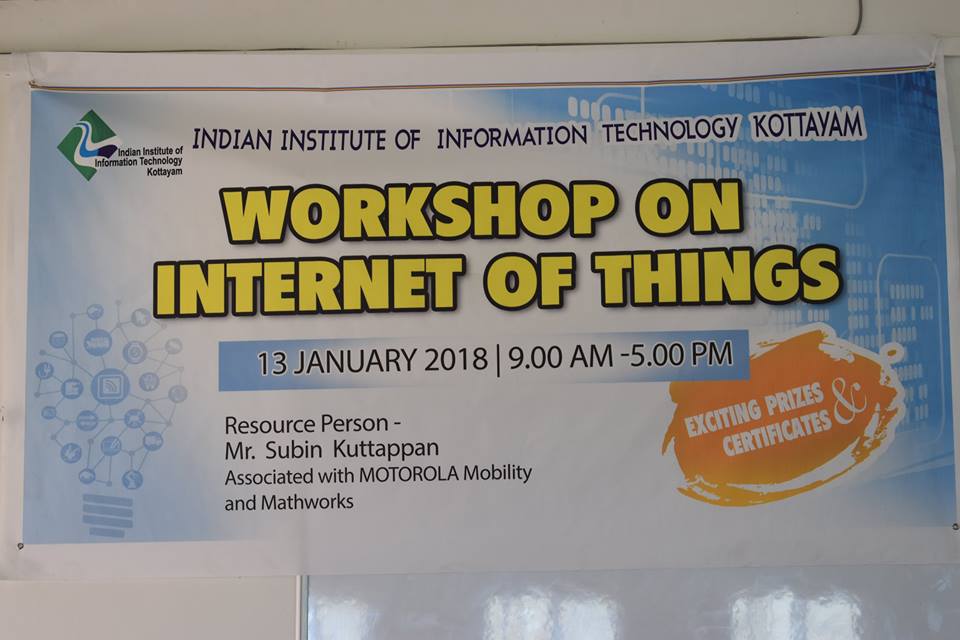 Indian Institute of
Information Technology
Kottayam
INDIAN INSTITUTE OF INFORMATION TECHNOLOGY KOTTAYAM
WORKSHOP ON
INTERNET OF THINGS
13 JANUARY 2018 | 9.00 AM -5.00 PM
EXCITING PRIZES &
CERTIFICATES
Resource Person -
Mr. Subin Kuttappan
Associated with MOTOROLA Mobility
and Mathworks